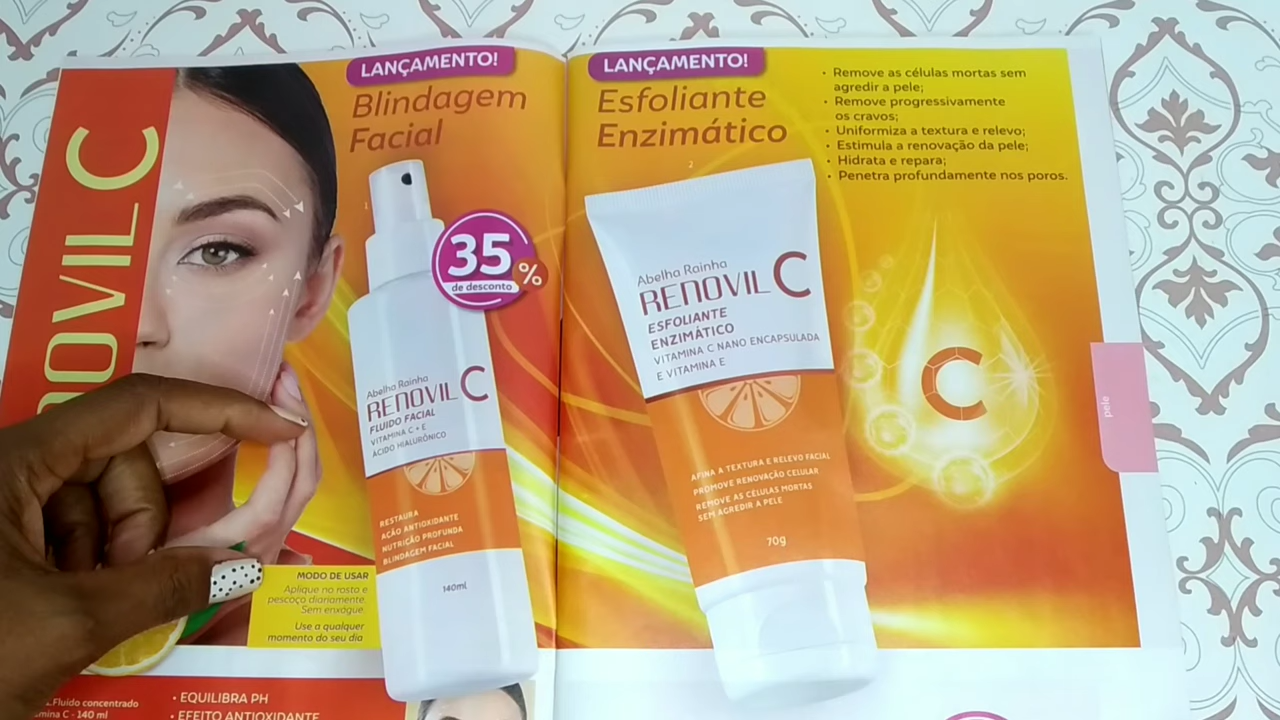 LANÇAMENTO!
Blindagem
Facial
OVIL C
35%
de desconto
Abelha Rainha
RENOVIL C
FLUIDO FACIAL
VITAMINA C + E
ÁCIDO HIALURÔNICO
RESTAURA
AÇÃO ANTIOXIDANTE
NUTRIÇÃO PROFUNDA
BLINDAGEM FACIAL
140ml
MODO DE USAR
Aplique no rosto e
pescoço diariamente.
Sem enxágue.
Use a qualquer
momento do seu dia
Fluido concentrado
mina C - 140 ml
• EQUILIBRA PH
• EFEITO ANTIOXIDANTE
LANÇAMENTO!
Esfoliante
Enzimático
• Remove as células mortas sem
agredir a pele;
• Remove progressivamente
os cravos;
• Uniformiza a textura e relevo;
• Estimula a renovação da pele;
• Hidrata e repara;
• Penetra profundamente nos poros.
2
Abelha Rainha
RENOVIL C
ESFOLIANTE
ENZIMÁTICO
VITAMINA C NANO ENCAPSULADA
E VITAMINA E
AFINA A TEXTURA E RELEVO FACIAL
PROMOVE RENOVAÇÃO CELULAR
REMOVE AS CÉLULAS MORTAS
SEM AGREDIR A PELE
70g
C
pele